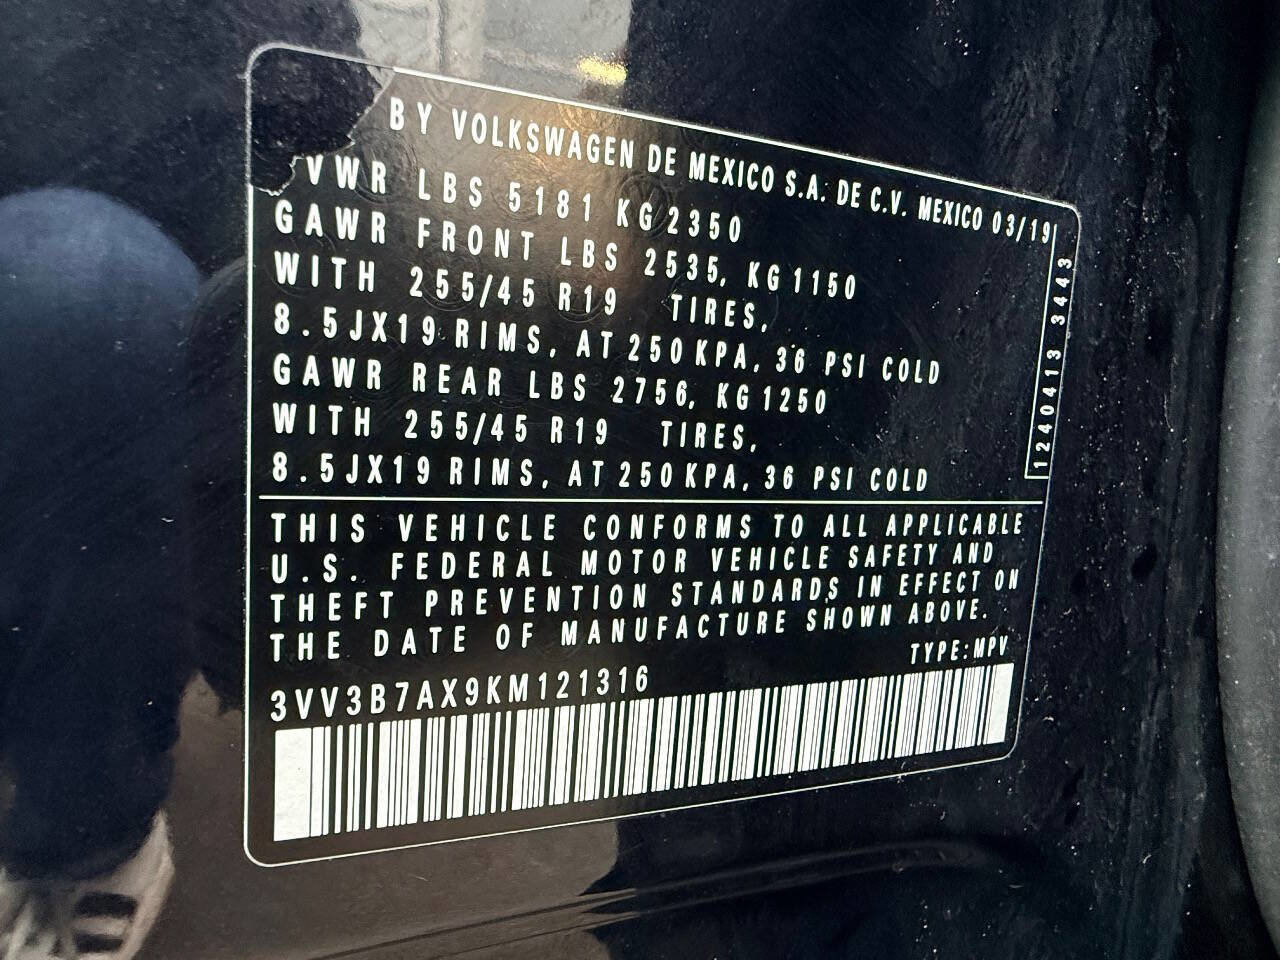 BY VOLKSWAGEN DE MEXICO S.A. DE C.V. MEXICO 03/19
VWR LBS 5181 KG 2350
GAWR FRONT LBS 2535, KG 1150
WITH 255/45 R19 TIRES,
8.5JX19 RIMS, AT 250 KPA, 36 PSI COLD
GAWR REAR LBS 2756, KG 1250
WITH 255/45 R19 TIRES,
8.5JX19 RIMS, AT 250 KPA, 36 PSI COLD
1240413 3443
THIS VEHICLE CONFORMS TO ALL APPLICABLE
U.S. FEDERAL MOTOR VEHICLE SAFETY AND
THEFT PREVENTION STANDARDS IN EFFECT ON
THE DATE OF MANUFACTURE SHOWN ABOVE.
TYPE:MPV
3VV3B7AX9KM121316